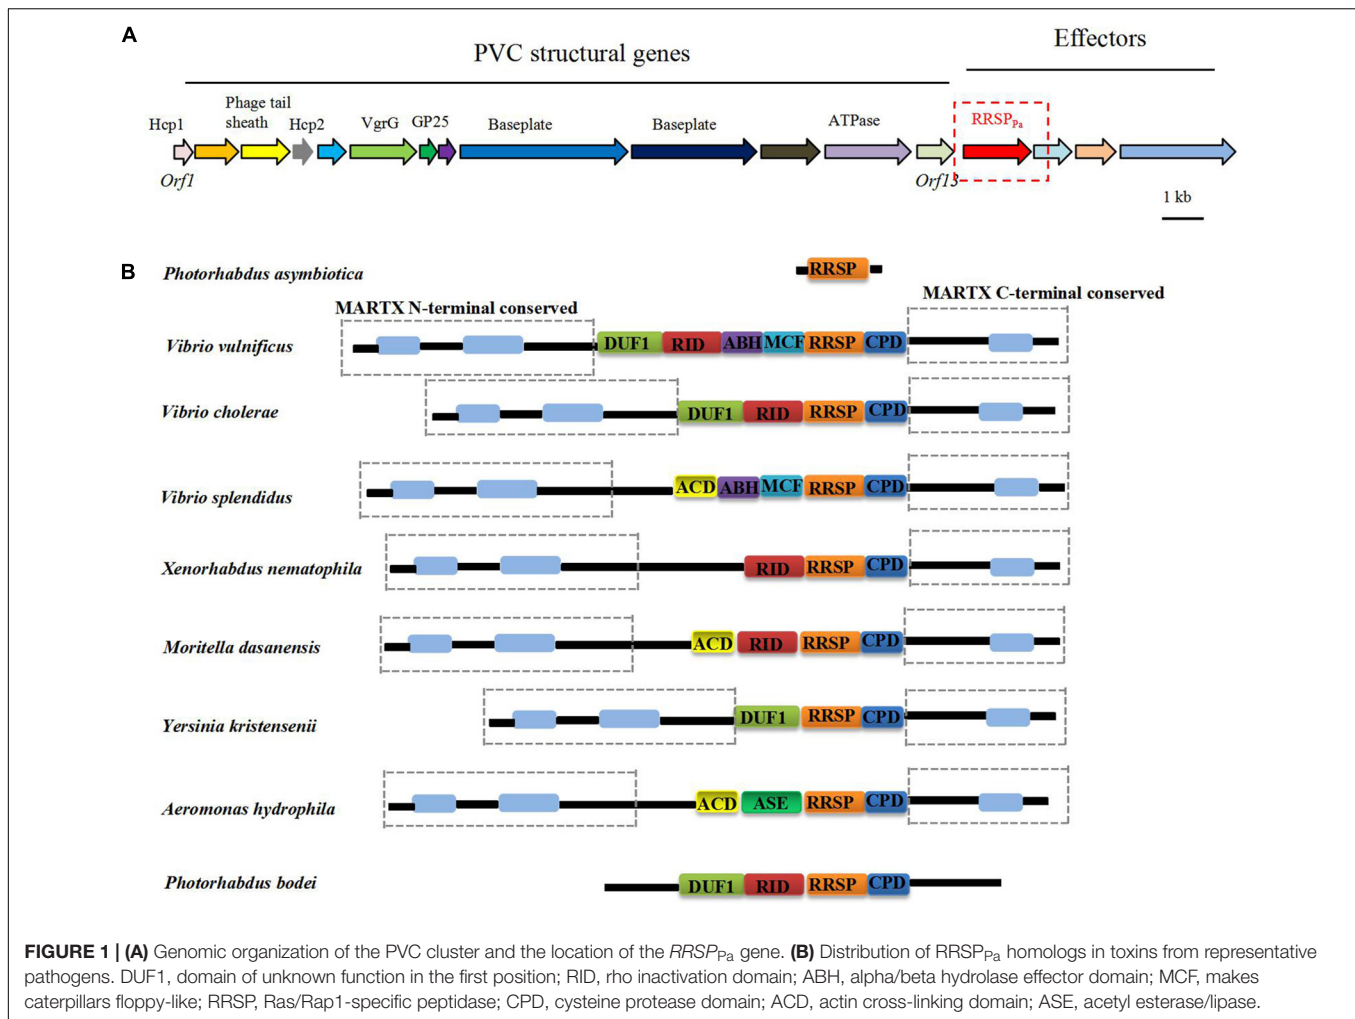 A
PVC structural genes
Effectors
Phage tail
sheath
Hcp1
Hcp2
VgrG
GP25
Baseplate
Baseplate
ATPase
RRSPPa
Orf1
Orf13
1 kb
B
Photorhabdus asymbiotica
RRSP
MARTX N-terminal conserved
MARTX C-terminal conserved
Vibrio vulnificus
DUF1 RID ABH MCF RRSP CPD
Vibrio cholerae
DUF1 RID RRSP CPD
Vibrio splendidus
ACD ABH MCF RRSP CPD
Xenorhabdus nematophila
RID RRSP CPD
Moritella dasanensis
ACD RID RRSP CPD
Yersinia kristensenii
DUF1 RRSP CPD
Aeromonas hydrophila
ACD ASE RRSP CPD
Photorhabdus bodei
DUF1 RID RRSP CPD
FIGURE 1 | (A) Genomic organization of the PVC cluster and the location of the RRSPPa gene. (B) Distribution of RRSPPa homologs in toxins from representative
pathogens. DUF1, domain of unknown function in the first position; RID, rho inactivation domain; ABH, alpha/beta hydrolase effector domain; MCF, makes
caterpillars floppy-like; RRSP, Ras/Rap1-specific peptidase; CPD, cysteine protease domain; ACD, actin cross-linking domain; ASE, acetyl esterase/lipase.